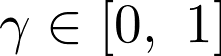 γ ∈ [0, 1]